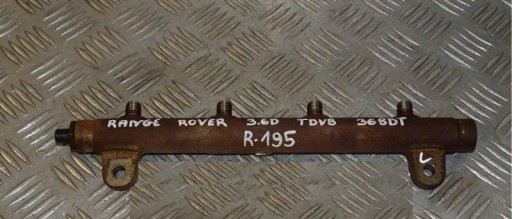 RANGE ROVER 3.6D TDV8 368DT
R-195
L